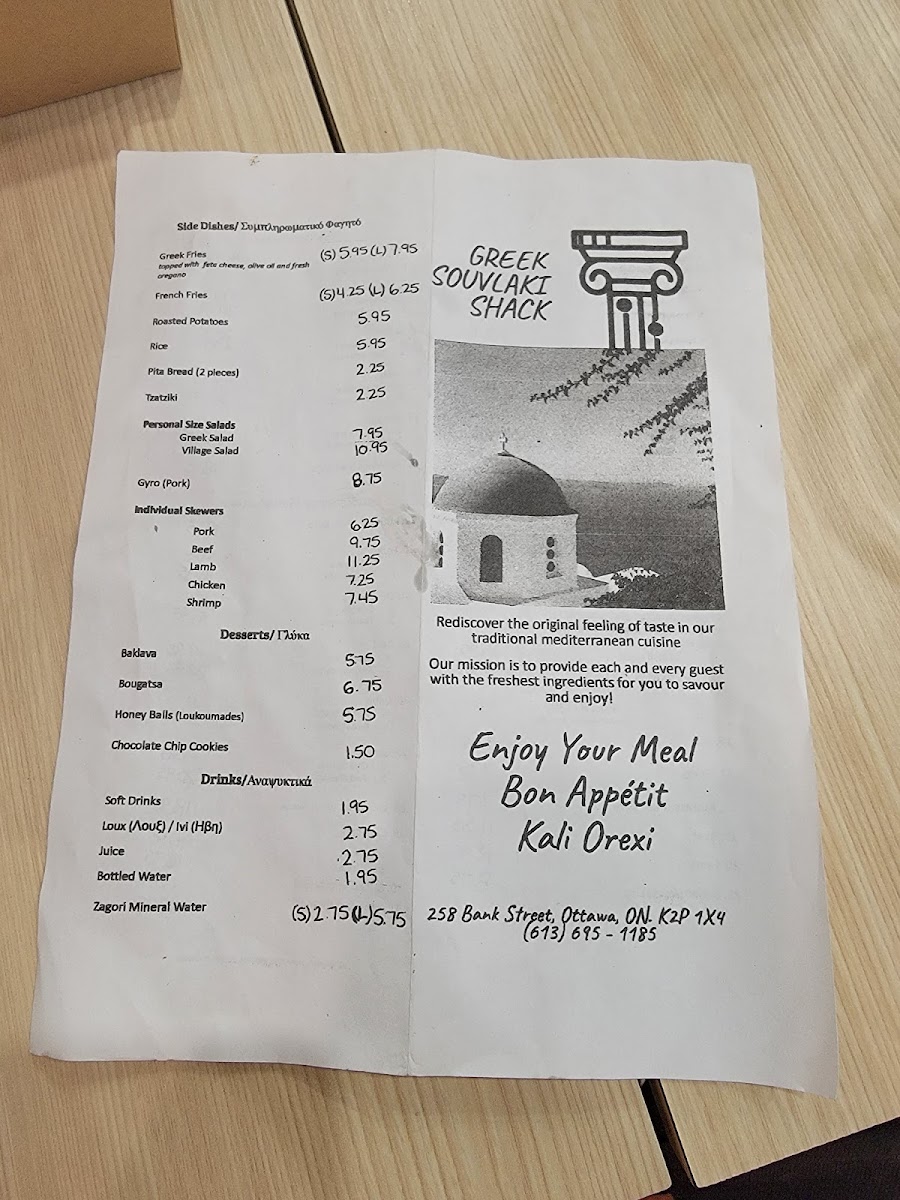 Side Dishes/ Συμπληρωματικό Φαγητό
Greek Fries (S) 5.95 (L) 7.95
topped with feta cheese, olive oil and fresh
oregano
French Fries (S) 4.25 (L) 6.25
Roasted Potatoes 5.95
Rice 5.95
Pita Bread (2 pieces) 2.25
Tzatziki 2.25
Personal Size Salads
Greek Salad 7.95
Village Salad 10.95
Gyro (Pork) 8.75
Individual Skewers
Pork 6.25
Beef 9.75
Lamb 11.25
Chicken 7.25
Shrimp 7.45
Desserts/ Γλύκα
Baklava 5.75
Bougatsa 6.75
Honey Balls (Loukoumades) 5.75
Chocolate Chip Cookies 1.50
Drinks/Αναψυκτικά
Soft Drinks 1.95
Loux (Λουξ) / Ivi (Ηβη) 2.75
Juice 2.75
Bottled Water 1.95
Zagori Mineral Water (S) 2.75 (L) 5.75
GREEK
SOUVLAKI
SHACK
Rediscover the original feeling of taste in our
traditional mediterranean cuisine
Our mission is to provide each and every guest
with the freshest ingredients for you to savour
and enjoy!
Enjoy Your Meal
Bon Appétit
Kali Orexi
258 Bank Street, Ottawa, ON. K2P 1X4
(613) 695 - 1185